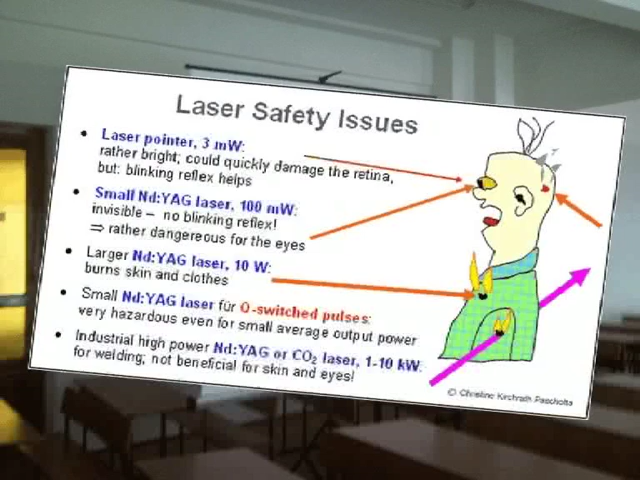 Laser Safety Issues
• Laser pointer, 3 mW:
rather bright; could quickly damage the retina,
but: blinking reflex helps
• Small Nd:YAG laser, 100 mW:
invisible – no blinking reflex!
⇒ rather dangereous for the eyes
• Larger Nd:YAG laser, 10 W:
burns skin and clothes
• Small Nd:YAG laser für Q-switched pulses:
very hazardous even for small average output power
• Industrial high power Nd:YAG or CO₂ laser, 1-10 kW:
for welding; not beneficial for skin and eyes!
© Christine Kirchrath Paschotta